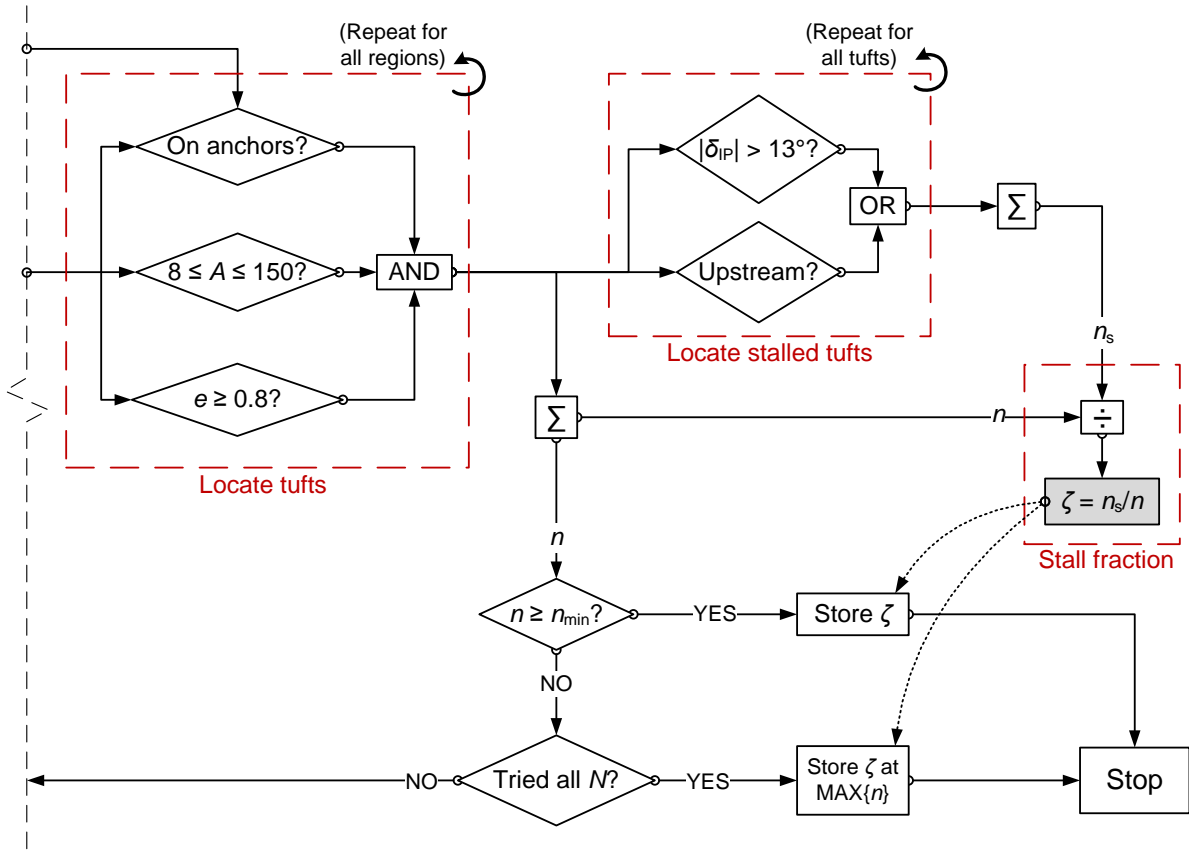 (Repeat for
all regions)
(Repeat for
all tufts)
On anchors?
|δIP| > 13°?
OR
∑
8 ≤ A ≤ 150?
AND
Upstream?
ns
Locate stalled tufts
e ≥ 0.8?
∑
n
÷
Locate tufts
ζ = ns/n
n
Stall fraction
n ≥ nmin?
YES
Store ζ
NO
NO
Tried all N?
YES
Store ζ at
MAX{n}
Stop